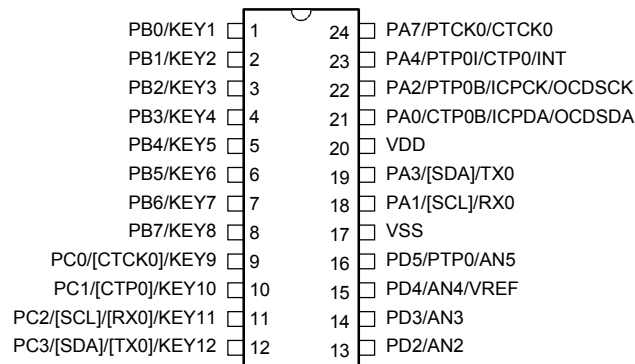 PB0/KEY1 1 24 PA7/PTCK0/CTCK0
PB1/KEY2 2 23 PA4/PTP0I/CTP0/INT
PB2/KEY3 3 22 PA2/PTP0B/ICPCK/OCDSCK
PB3/KEY4 4 21 PA0/CTP0B/ICPDA/OCDSDA
PB4/KEY5 5 20 VDD
PB5/KEY6 6 19 PA3/[SDA]/TX0
PB6/KEY7 7 18 PA1/[SCL]/RX0
PB7/KEY8 8 17 VSS
PC0/[CTCK0]/KEY9 9 16 PD5/PTP0/AN5
PC1/[CTP0]/KEY10 10 15 PD4/AN4/VREF
PC2/[SCL]/[RX0]/KEY11 11 14 PD3/AN3
PC3/[SDA]/[TX0]/KEY12 12 13 PD2/AN2